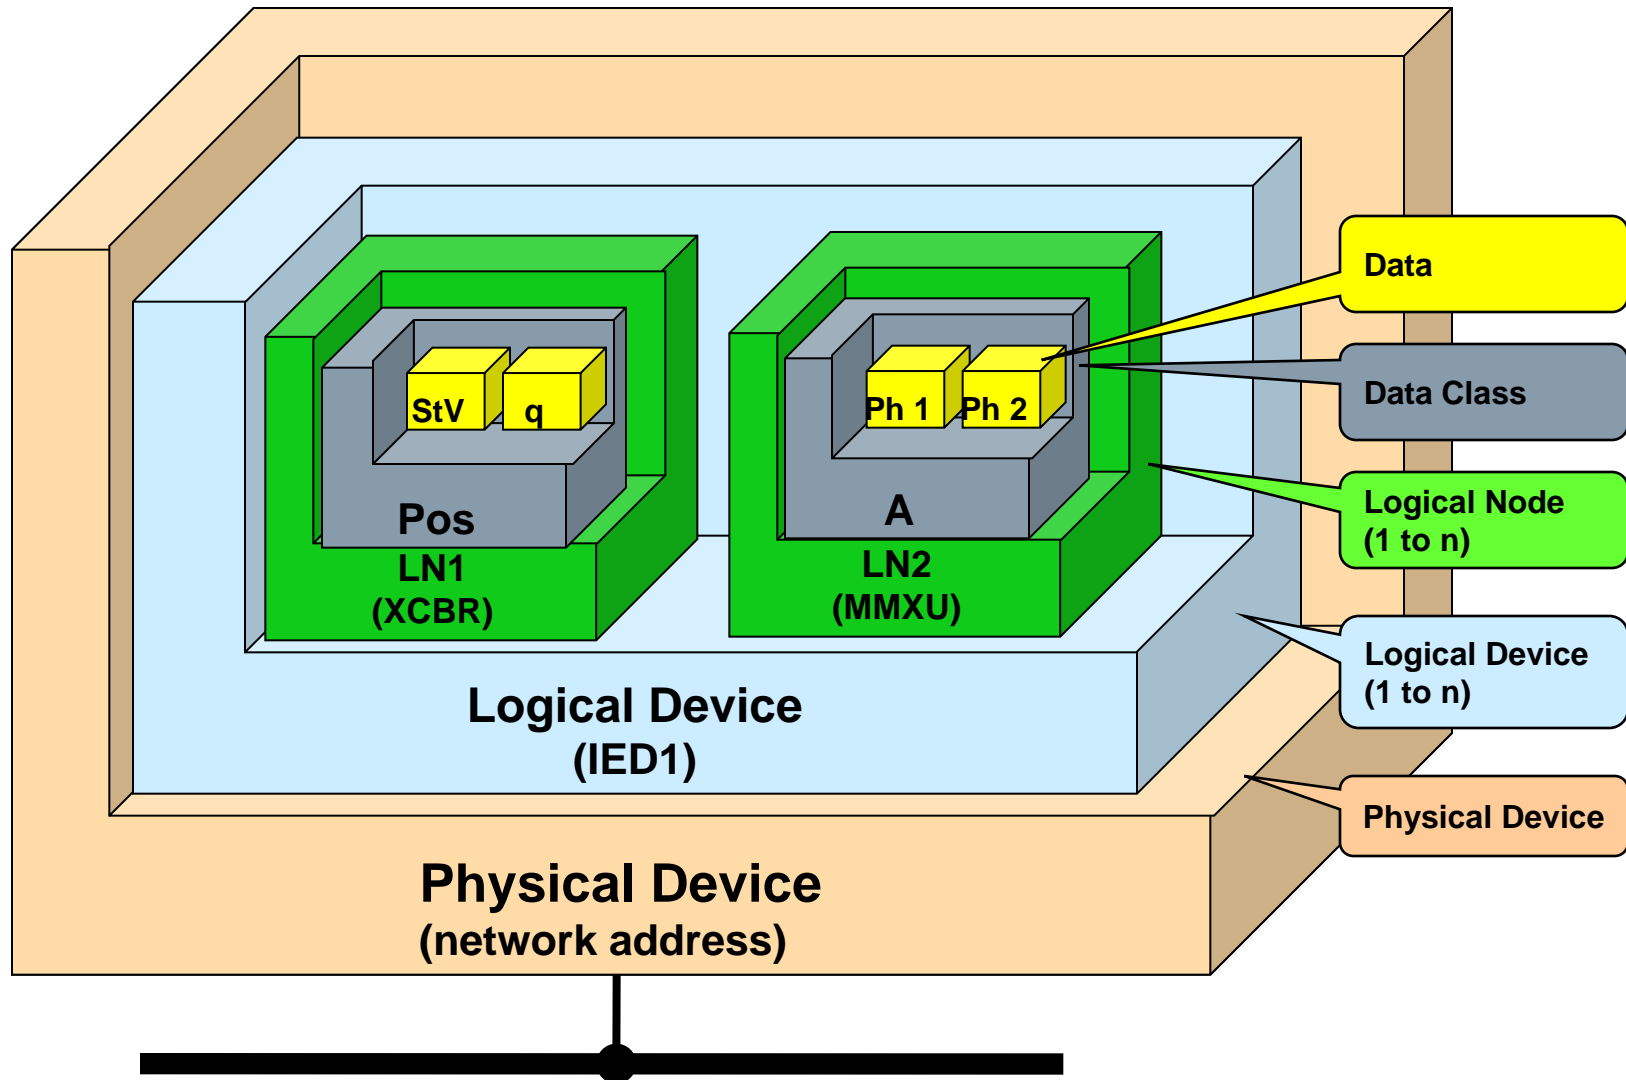 Data
StV
q
Ph 1
Ph 2
Data Class
Pos
A
Logical Node
(1 to n)
LN1
(XCBR)
LN2
(MMXU)
Logical Device
(1 to n)
Logical Device
(IED1)
Physical Device
Physical Device
(network address)